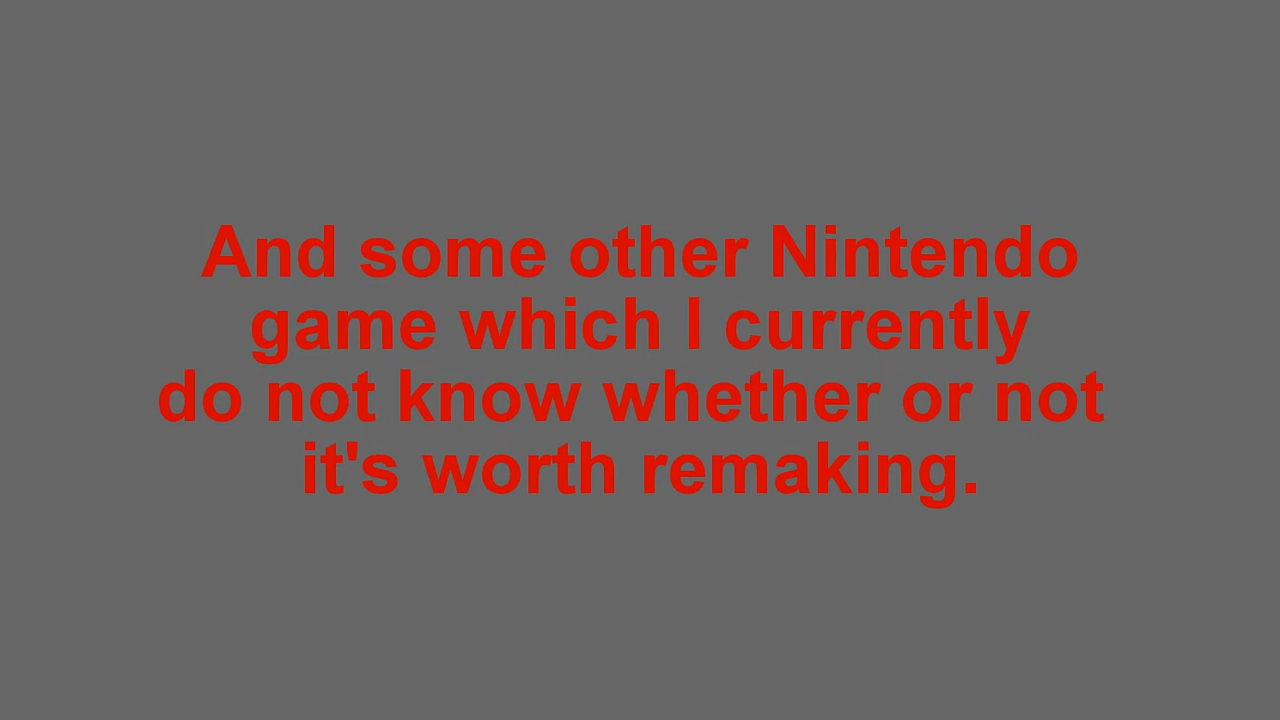 And some other Nintendo
game which I currently
do not know whether or not
it's worth remaking.